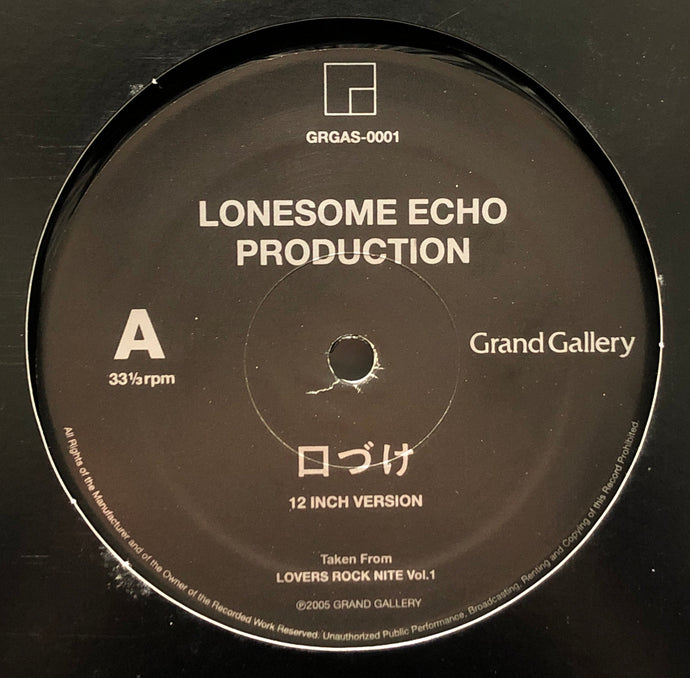 GRGAS-0001
LONESOME ECHO
PRODUCTION
A
33⅓rpm
Grand Gallery
口づけ
12 INCH VERSION
Taken From
LOVERS ROCK NITE Vol.1
℗2005 GRAND GALLERY
All Rights of the Manufacturer and of the Owner of the Recorded Work Reserved. Unauthorized Public Performance, Broadcasting, Renting and Copying of this Record Prohibited.